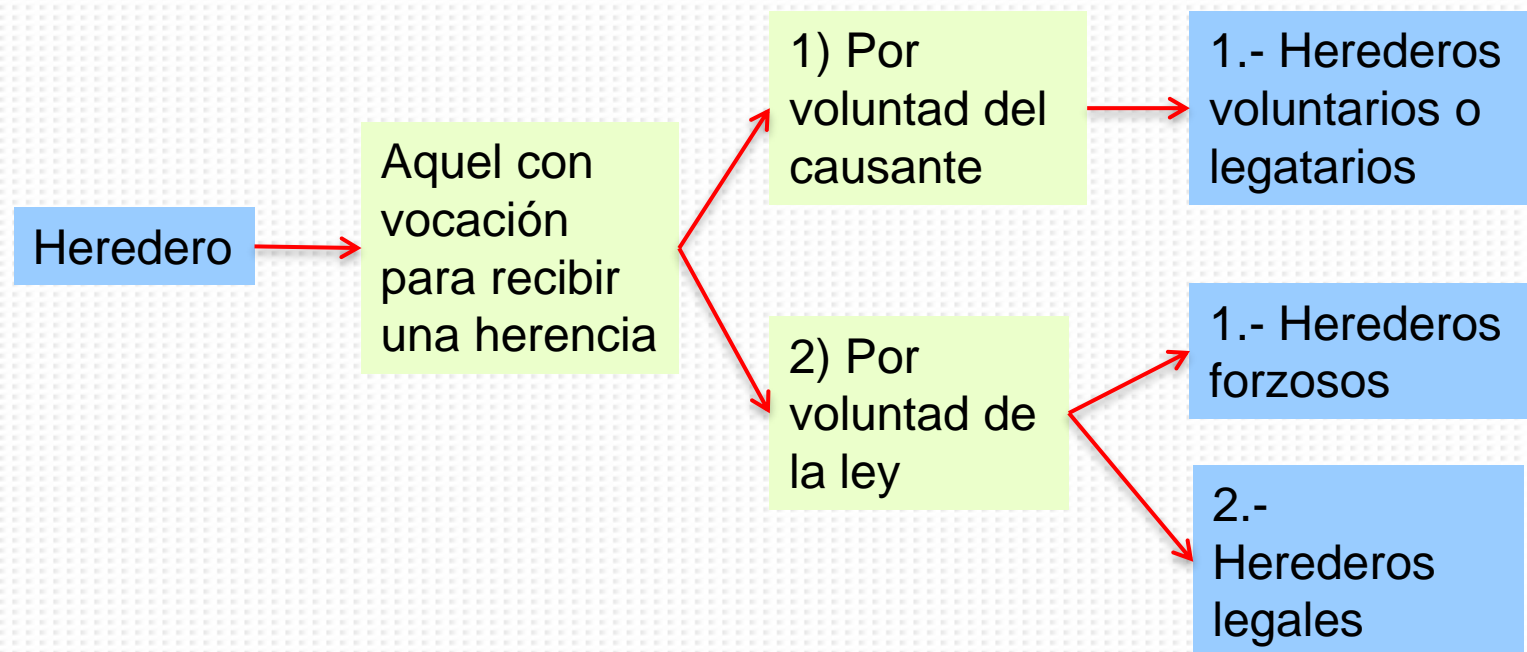 Heredero
Aquel con
vocación
para recibir
una herencia
1) Por
voluntad del
causante
1.- Herederos
voluntarios o
legatarios
2) Por
voluntad de
la ley
1.- Herederos
forzosos
2.-
Herederos
legales